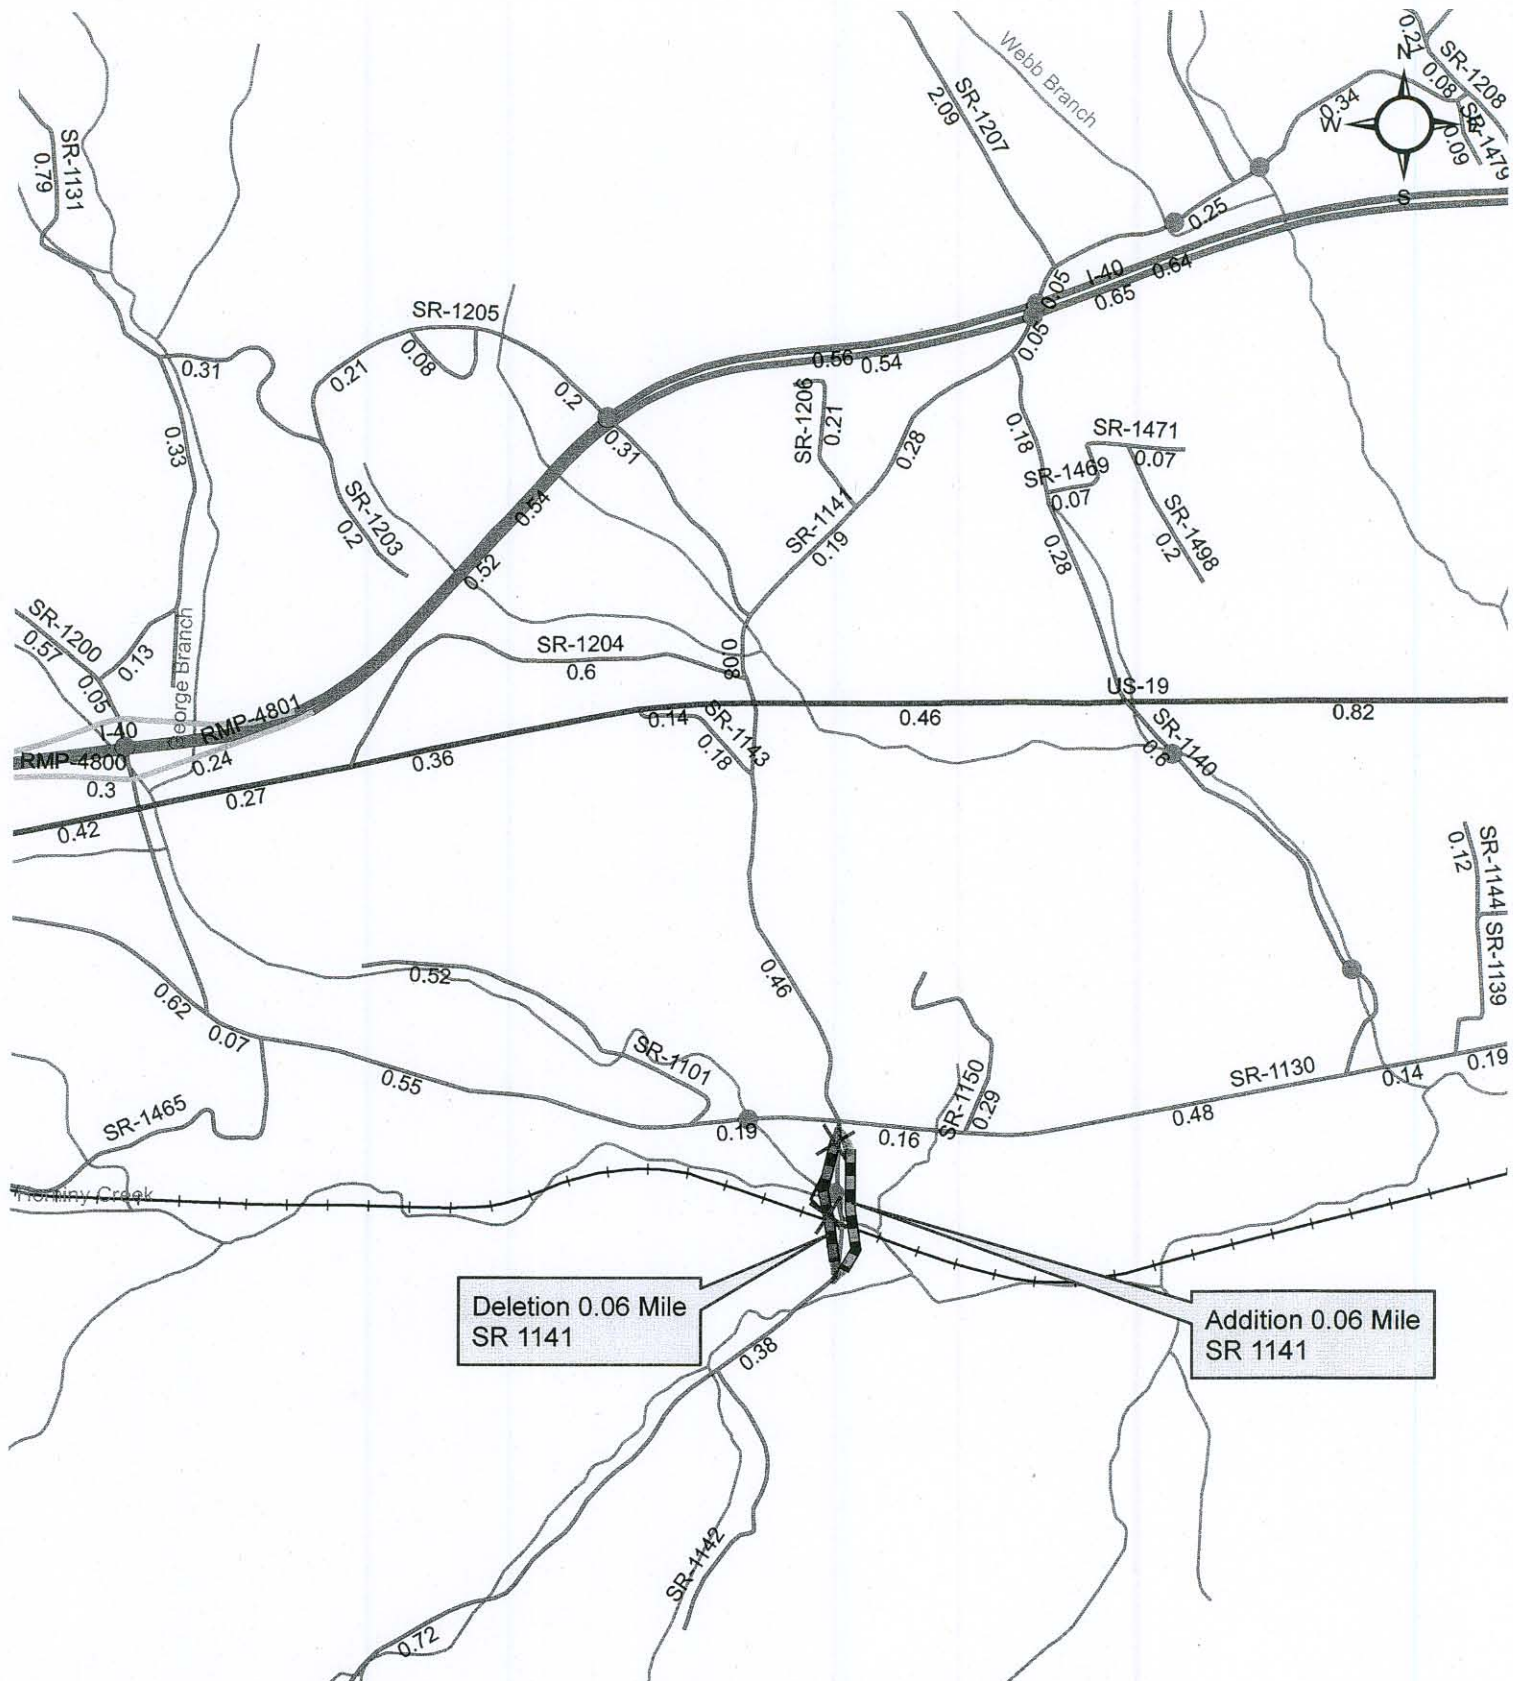 Webb Branch
0.21
N
SR-1208
0.08
SR-1207
2.09
0.34
W
SR-1479
0.09
SR-1131
0.79
S
0.25
0.05
I-40
0.64
0.65
SR-1205
0.08
0.21
0.31
0.2
0.56
0.54
0.05
SR-1206
0.21
0.28
0.18
SR-1471
0.07
SR-1469
0.07
0.33
0.31
SR-1203
0.2
0.54
0.52
SR-1141
0.19
0.28
SR-1498
0.2
SR-1200
0.57
0.13
0.05
George Branch
SR-1204
0.6
0.08
US-19
RMP-4801
I-40
RMP-4800
0.24
0.3
0.27
0.42
0.36
0.14
SR-1143
0.18
0.46
0.82
SR-1140
0.6
SR-1144
0.12
SR-1139
0.62
0.07
0.52
0.46
SR-1101
0.55
SR-1150
0.29
SR-1130
0.14
0.19
0.48
0.19
0.16
SR-1465
Hominy Creek
Deletion 0.06 Mile
SR 1141
Addition 0.06 Mile
SR 1141
0.38
SR-1142
0.72